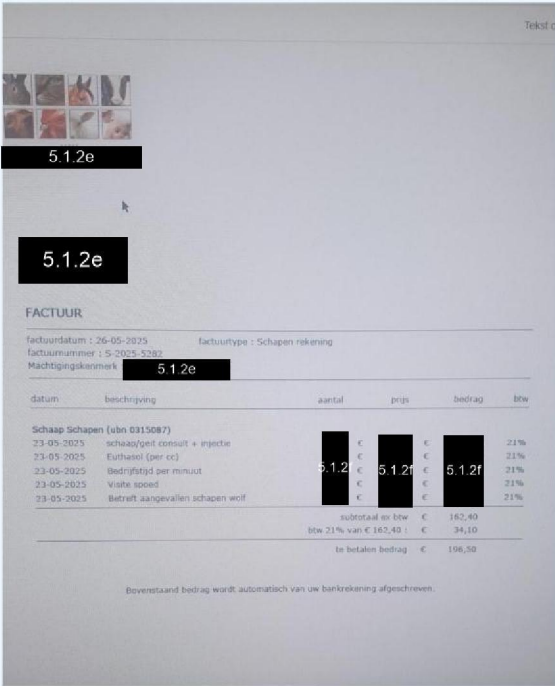 Tekst
5.1.2e
5.1.2e
FACTUUR
factuurdatum : 26-05-2025 factuurtype : Schapen rekening
factuurnummer : S-2025-5282
Machtigingskenmerk 5.1.2e
datum beschrijving aantal prijs bedrag btw
Schaap Schapen (ubn 0315087)
23-05-2025 schaap/geit consult + injectie € € 21%
23-05-2025 Euthasol (per cc) € € 21%
23-05-2025 Bedrijfstijd per minuut 5.1.2f € 5.1.2f € 5.1.2f 21%
23-05-2025 Visite spoed € € 21%
23-05-2025 Betreft aangevallen schapen wolf € € 21%
subtotaal ex btw € 162,40
btw 21% van € 162,40 : € 34,10
te betalen bedrag € 196,50
Bovenstaand bedrag wordt automatisch van uw bankrekening afgeschreven.